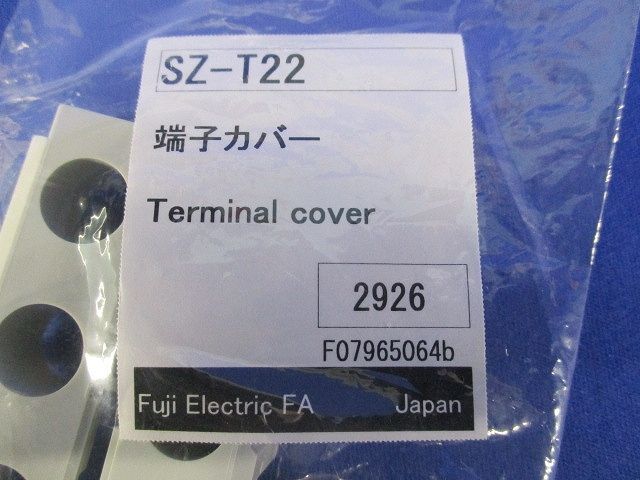 SZ-T22
端子カバー
Terminal cover
2926
F07965064b
Fuji Electric FA Japan